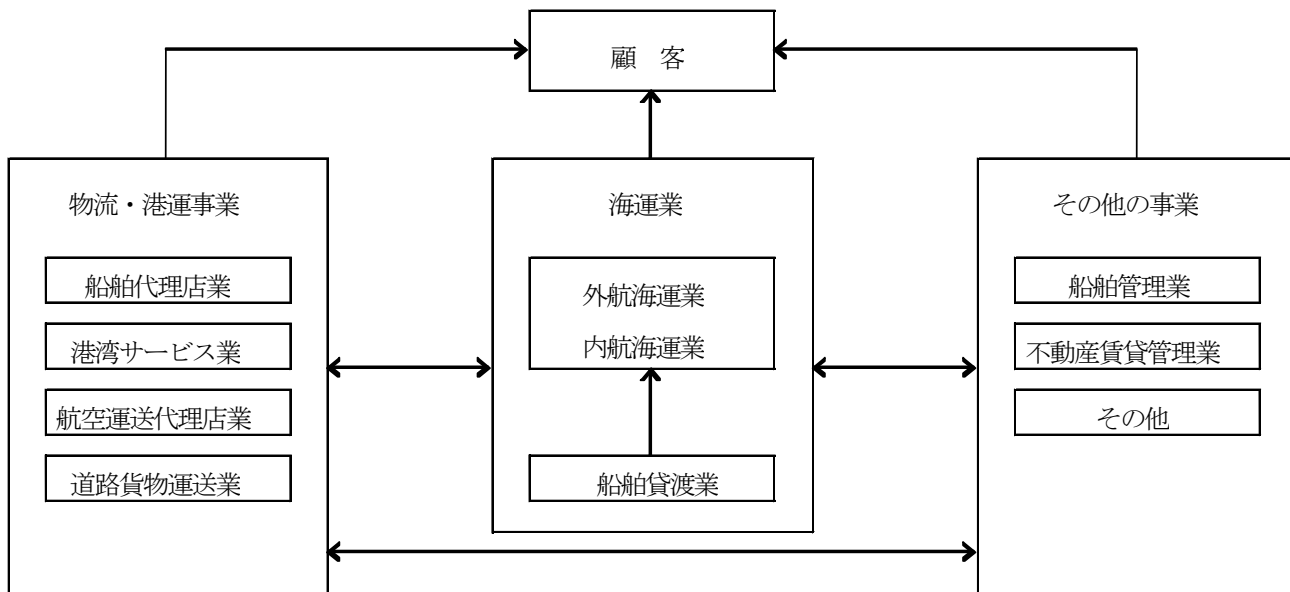 顧 客
物流・港運事業
船舶代理店業
港湾サービス業
航空運送代理店業
道路貨物運送業
海運業
外航海運業
内航海運業
船舶貸渡業
その他の事業
船舶管理業
不動産賃貸管理業
その他